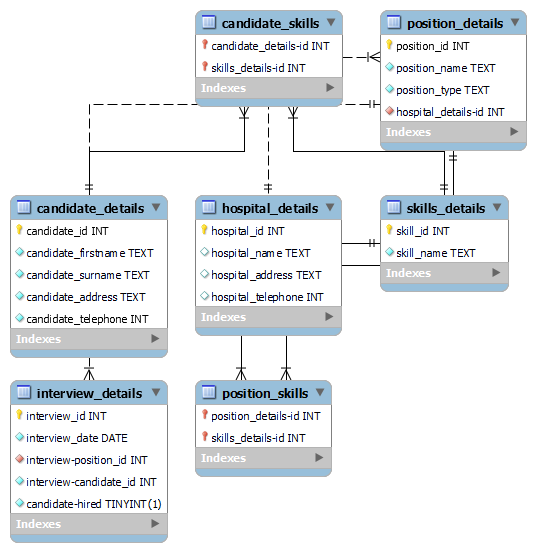 candidate_skills
candidate_details-id INT
skills_details-id INT
Indexes
position_details
position_id INT
position_name TEXT
position_type TEXT
hospital_details-id INT
Indexes
candidate_details
candidate_id INT
candidate_firstname TEXT
candidate_surname TEXT
candidate_address TEXT
candidate_telephone INT
Indexes
hospital_details
hospital_id INT
hospital_name TEXT
hospital_address TEXT
hospital_telephone INT
Indexes
skills_details
skill_id INT
skill_name TEXT
Indexes
interview_details
interview_id INT
interview_date DATE
interview-position_id INT
interview-candidate_id INT
candidate-hired TINYINT(1)
Indexes
position_skills
position_details-id INT
skills_details-id INT
Indexes